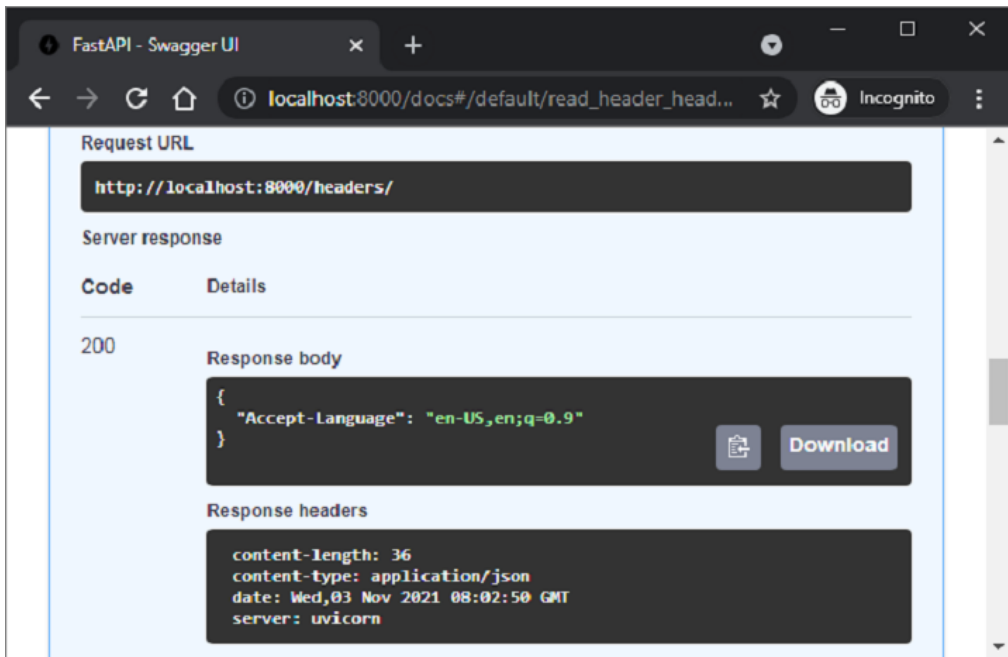 FastAPI - Swagger UI
localhost:8000/docs#/default/read_header_head...
Incognito
Request URL
http://localhost:8000/headers/
Server response
Code Details
200
Response body
{
"Accept-Language": "en-US,en;q=0.9"
}
Download
Response headers
content-length: 36
content-type: application/json
date: Wed,03 Nov 2021 08:02:50 GMT
server: uvicorn